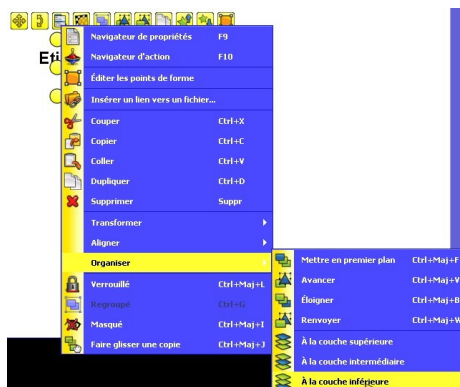 Navigateur de propriétés F9
Eti
Navigateur d'action F10
Éditer les points de forme
Insérer un lien vers un fichier...
Couper Ctrl+X
Copier Ctrl+C
Coller Ctrl+V
Dupliquer Ctrl+D
Supprimer Suppr
Transformer
Aligner
Organiser
Verrouillé Ctrl+Maj+L
Regroupé Ctrl+G
Masqué Ctrl+Maj+I
Faire glisser une copie Ctrl+Maj+J
Mettre en premier plan Ctrl+Maj+F
Avancer Ctrl+Maj+V
Éloigner Ctrl+Maj+B
Renvoyer Ctrl+Maj+W
À la couche supérieure
À la couche intermédiaire
À la couche inférieure